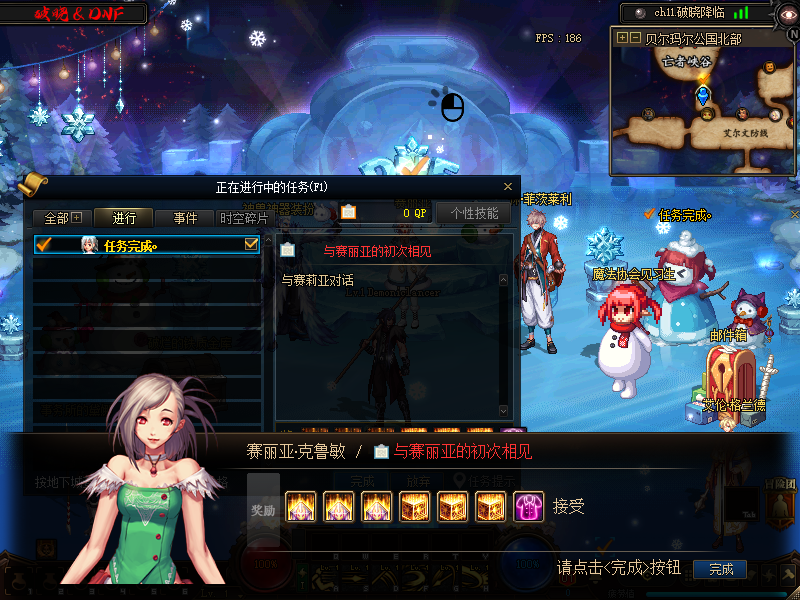 破晓&DNF
ch11.破晓降临
FPS : 186
贝尔玛尔公国北部
N
亡者峡谷
艾尔文防线
正在进行中的任务(F1)
菲茨莱利
全部
进行
事件
时空碎片
0 QP
个性技能
任务完成。
任务完成。
与赛丽亚的初次相见
魔法协会见习生
与赛莉亚对话
邮件箱
艾伦·格兰德
赛丽亚·克鲁敏 / 与赛丽亚的初次相见
奖励
接受
100%
100%
请点击<完成>按钮
完成